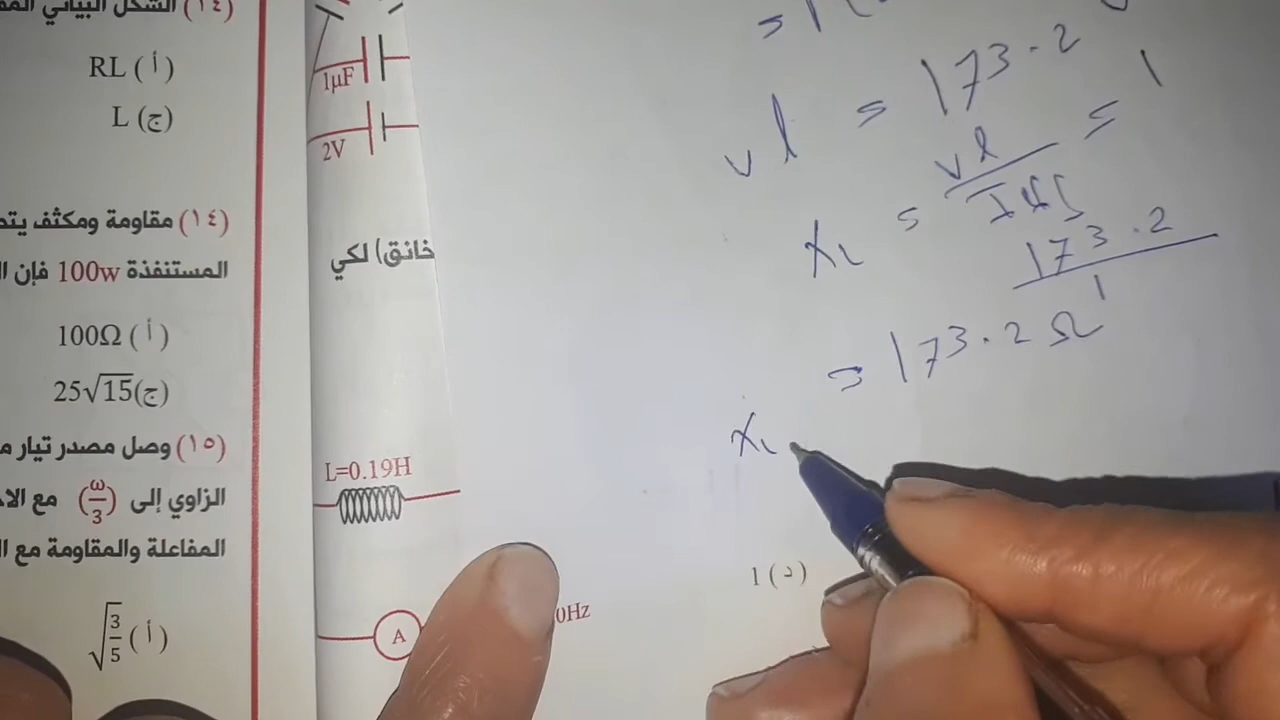 (١٤) الشكل البياني
RL (أ)
L (ج)
(١٤) مقاومة ومكثف
المستنفذة 100w فإن
100Ω (أ)
25√15 (ج)
(١٥) وصل مصدر تيار
الزاوي إلى (ω/3) مع
المفاعلة والمقاومة مع
√(3/5) (أ)
1μF
2V
خانق) لكي
L=0.19H
A
0Hz
1 (د)
= 173.2
vl = 173.2
XL = vl/Ieff =
173.2/1
= 173.2 Ω
XL